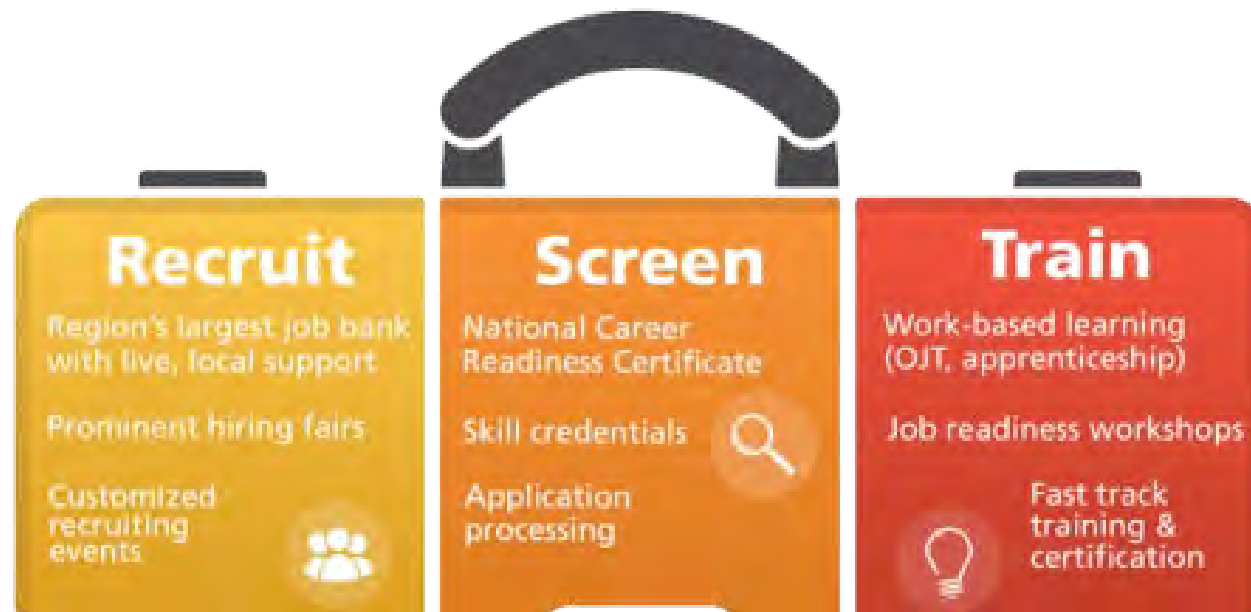 Recruit
Region's largest job bank
with live, local support
Prominent hiring fairs
Customized
recruiting
events
Screen
National Career
Readiness Certificate
Skill credentials
Application
processing
Train
Work-based learning
(OJT, apprenticeship)
Job readiness workshops
Fast track
training &
certification